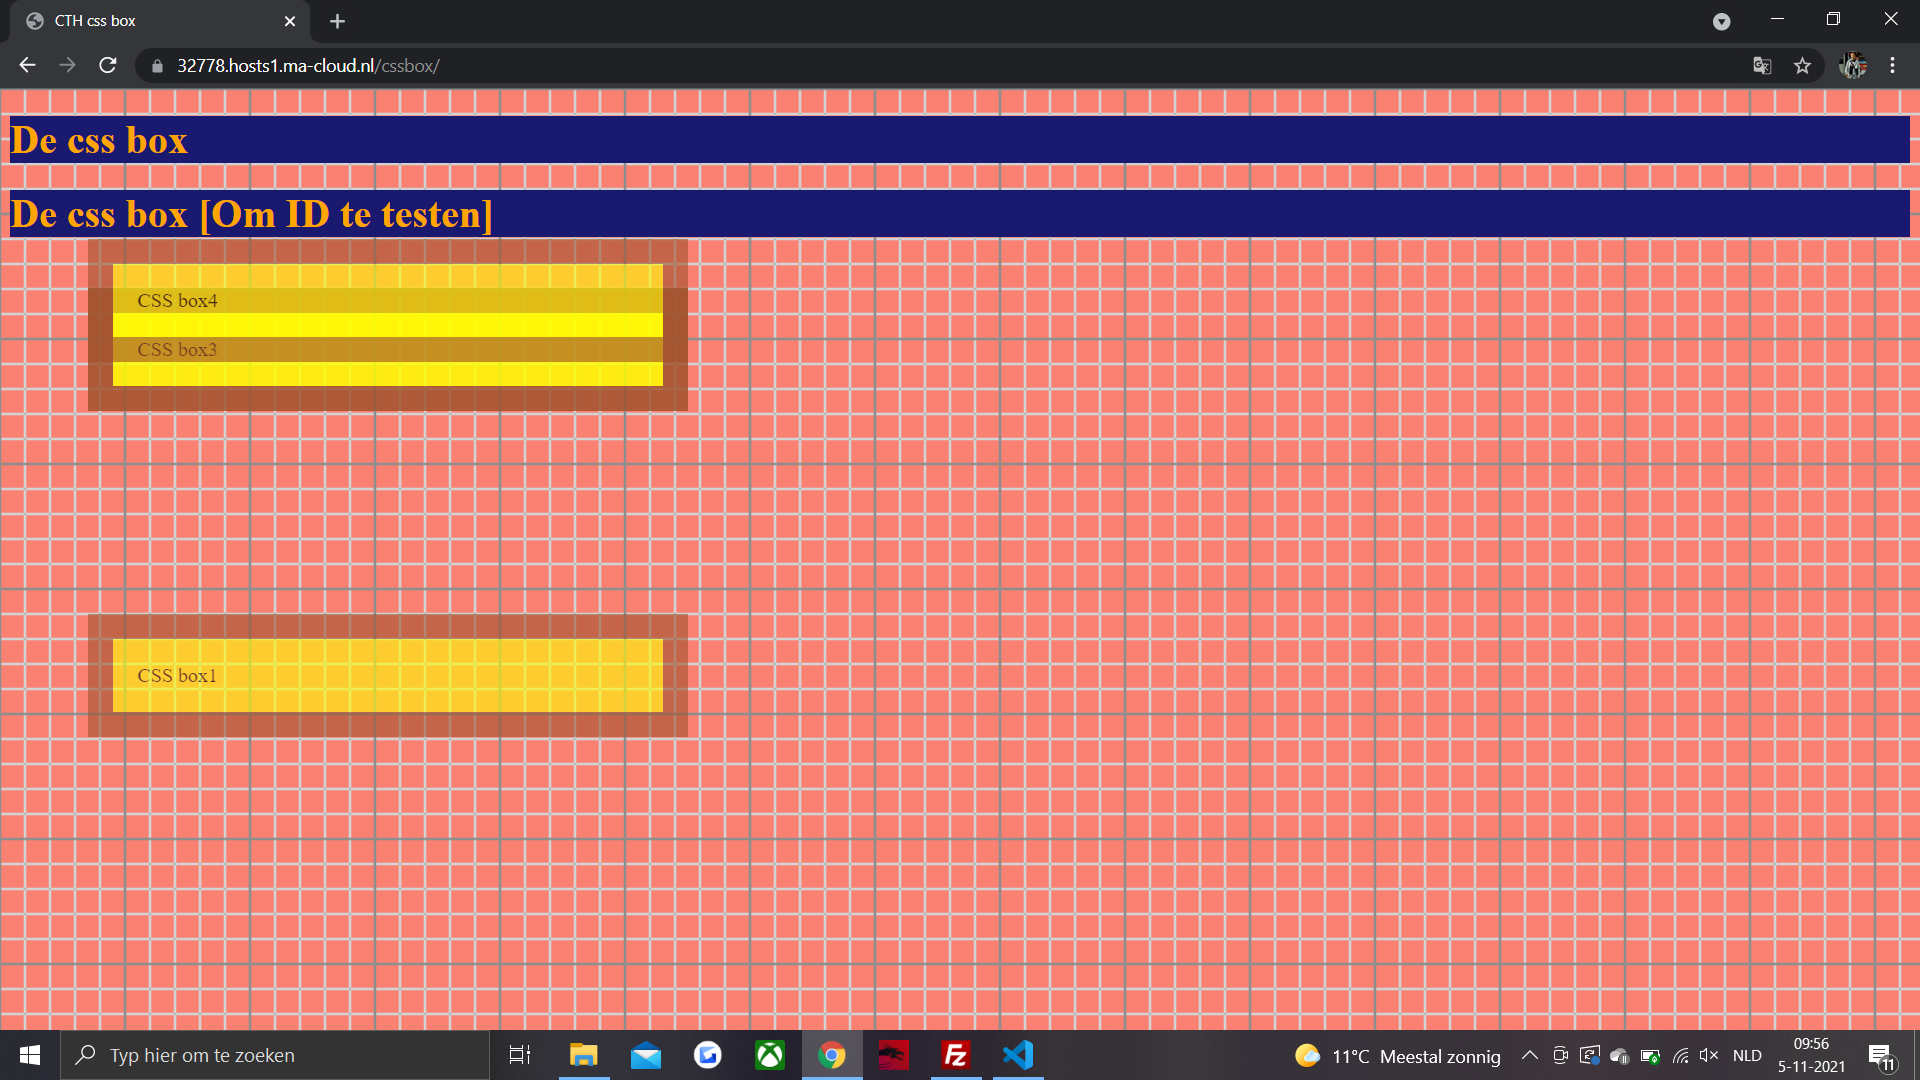 CTH css box
32778.hosts1.ma-cloud.nl/cssbox/
De css box
De css box [Om ID te testen]
CSS box4
CSS box3
CSS box1
Typ hier om te zoeken
11°C Meestal zonnig
NLD
09:56
5-11-2021
11